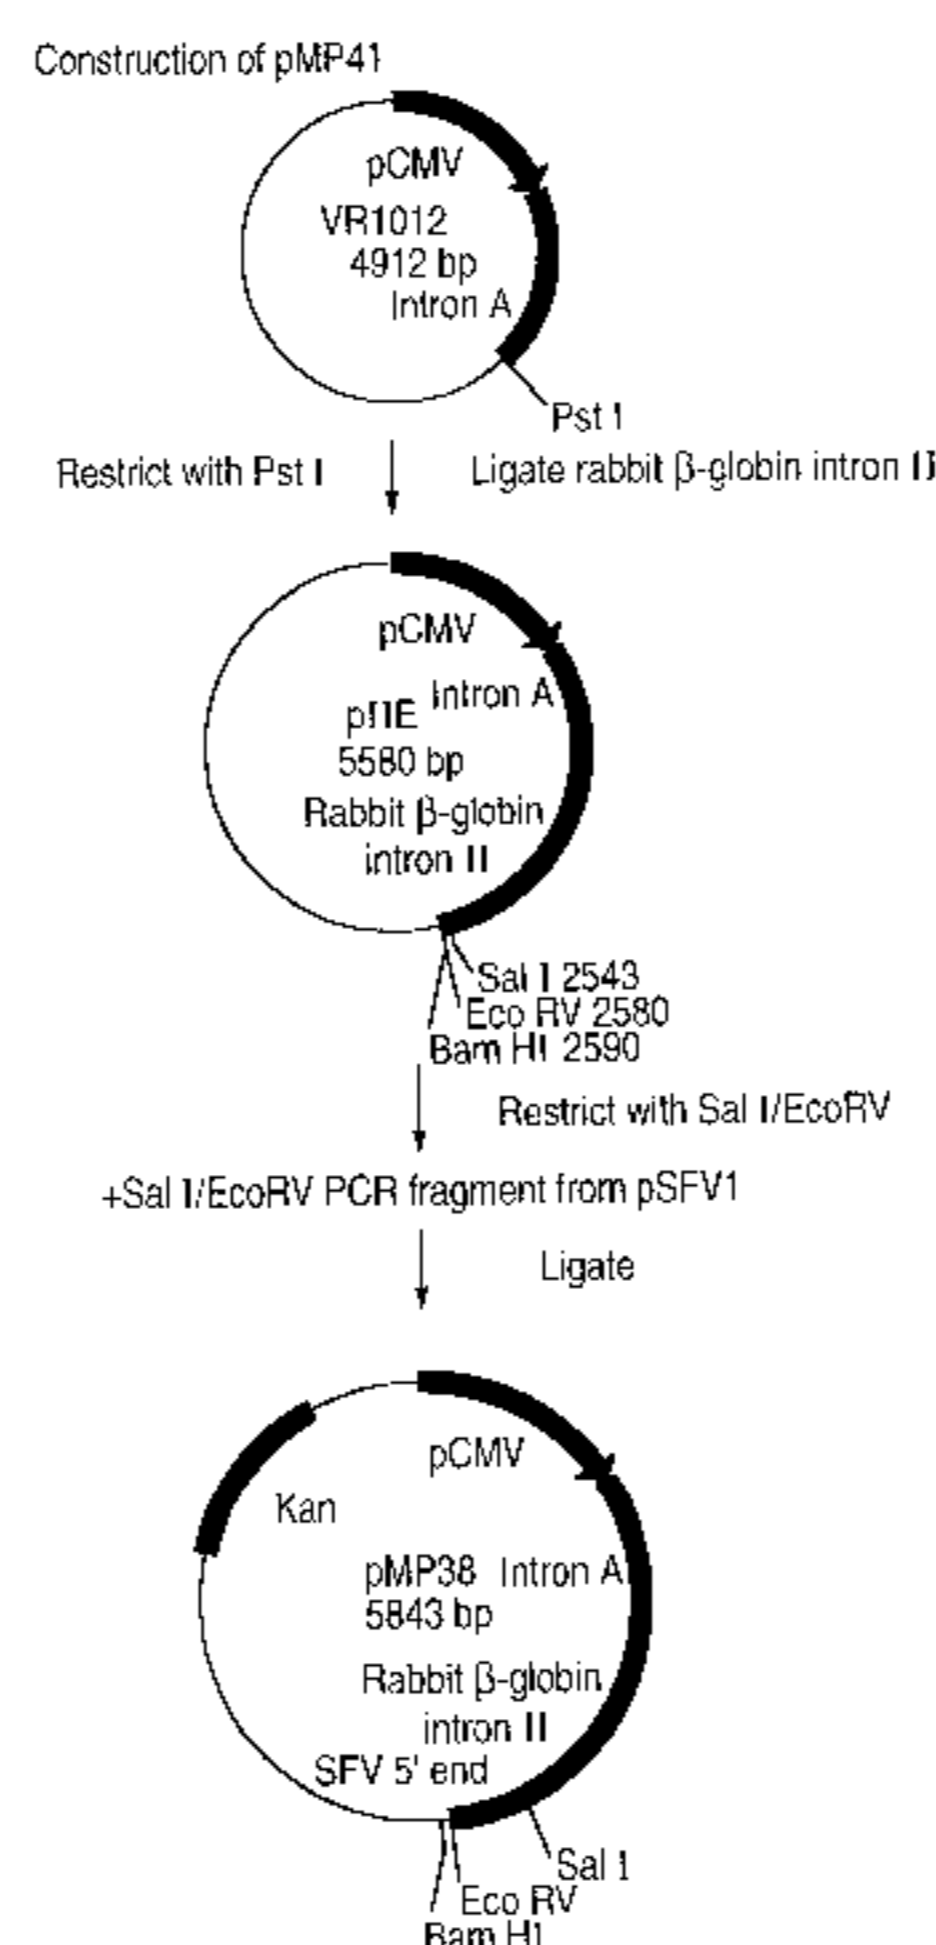 Construction of pMP41
pCMV
VR1012
4912 bp
Intron A
Pst I
Restrict with Pst I
Ligate rabbit β-globin intron II
pCMV
Intron A
pIIE
5580 bp
Rabbit β-globin
intron II
Sal I 2543
Eco RV 2580
Bam HI 2590
Restrict with Sal I/EcoRV
+Sal I/EcoRV PCR fragment from pSFV1
Ligate
pCMV
Kan
pMP38 Intron A
5843 bp
Rabbit β-globin
intron II
SFV 5' end
Sal I
Eco RV
Bam HI